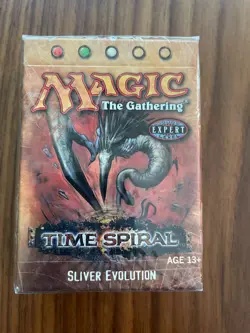 MAGIC
The Gathering®
EXPERT
TIME SPIRAL
AGE 13+
SLIVER EVOLUTION